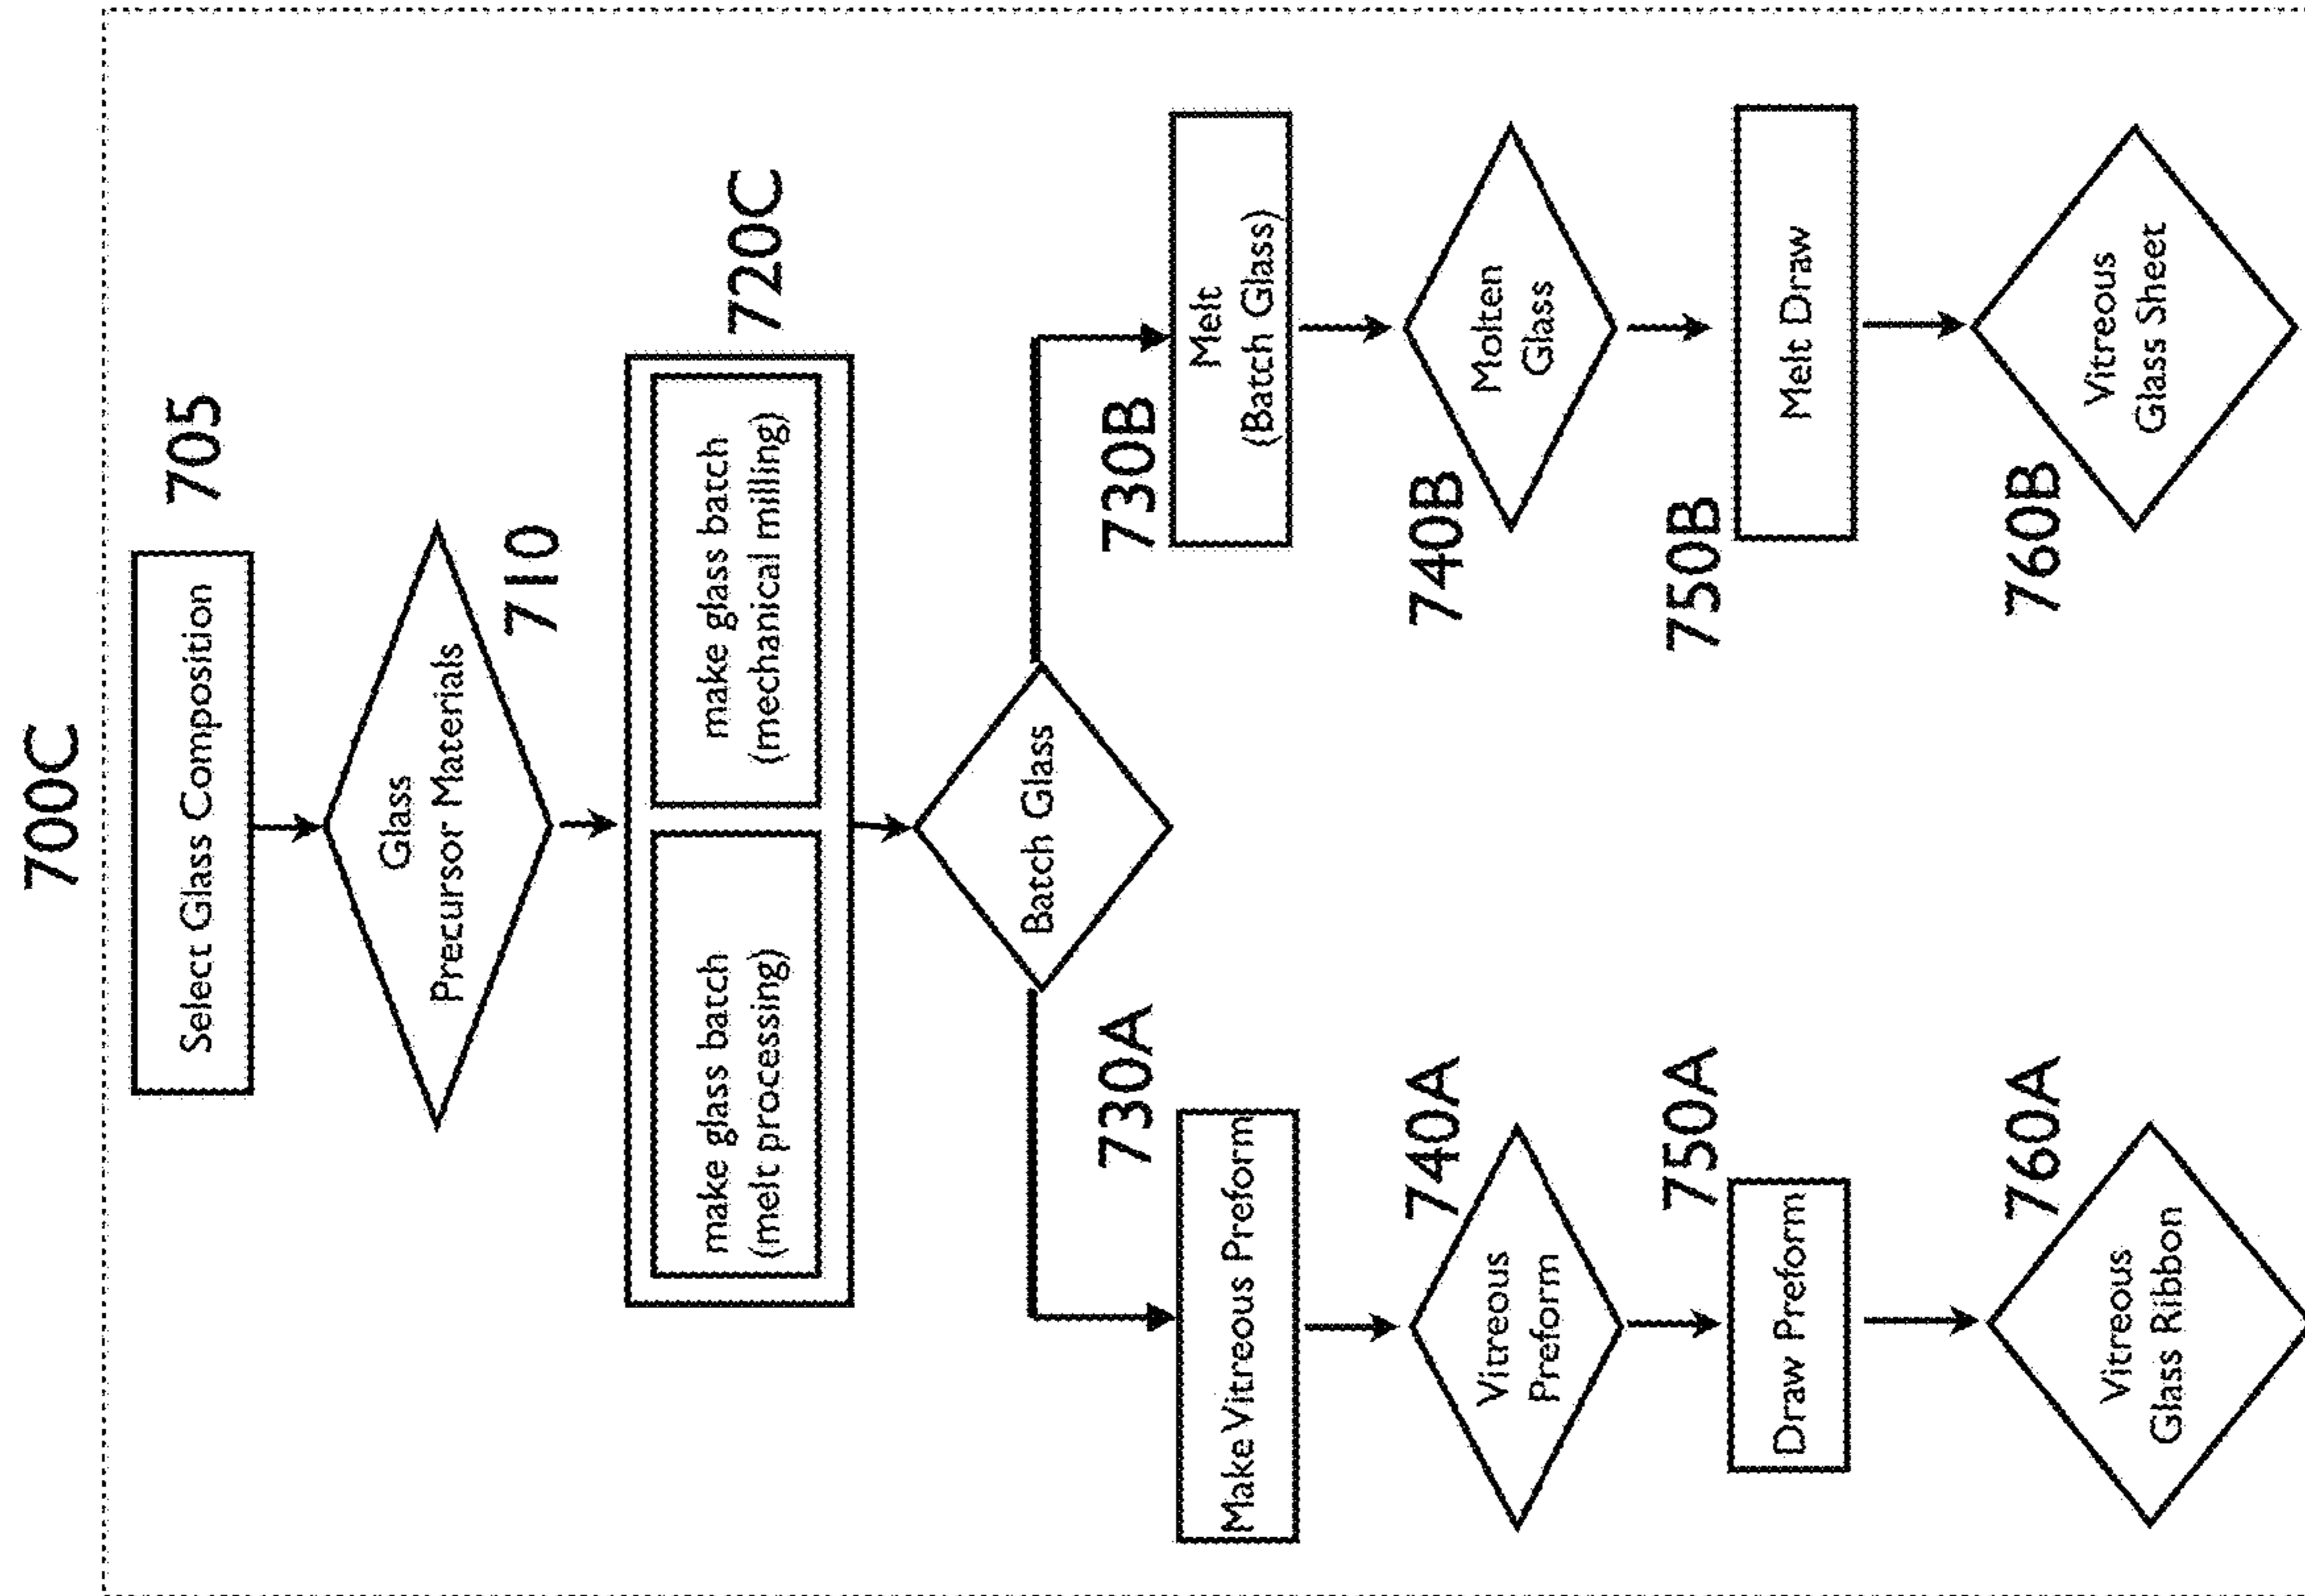 700C
Select Glass Composition
705
Glass
Precursor Materials
710
make glass batch
(melt processing)
make glass batch
(mechanical milling)
720C
Batch Glass
730A
Make Vitreous Preform
730B
Melt
(Batch Glass)
740A
Vitreous
Preform
740B
Molten
Glass
750A
Draw Preform
750B
Melt Draw
760A
Vitreous
Glass Ribbon
760B
Vitreous
Glass Sheet